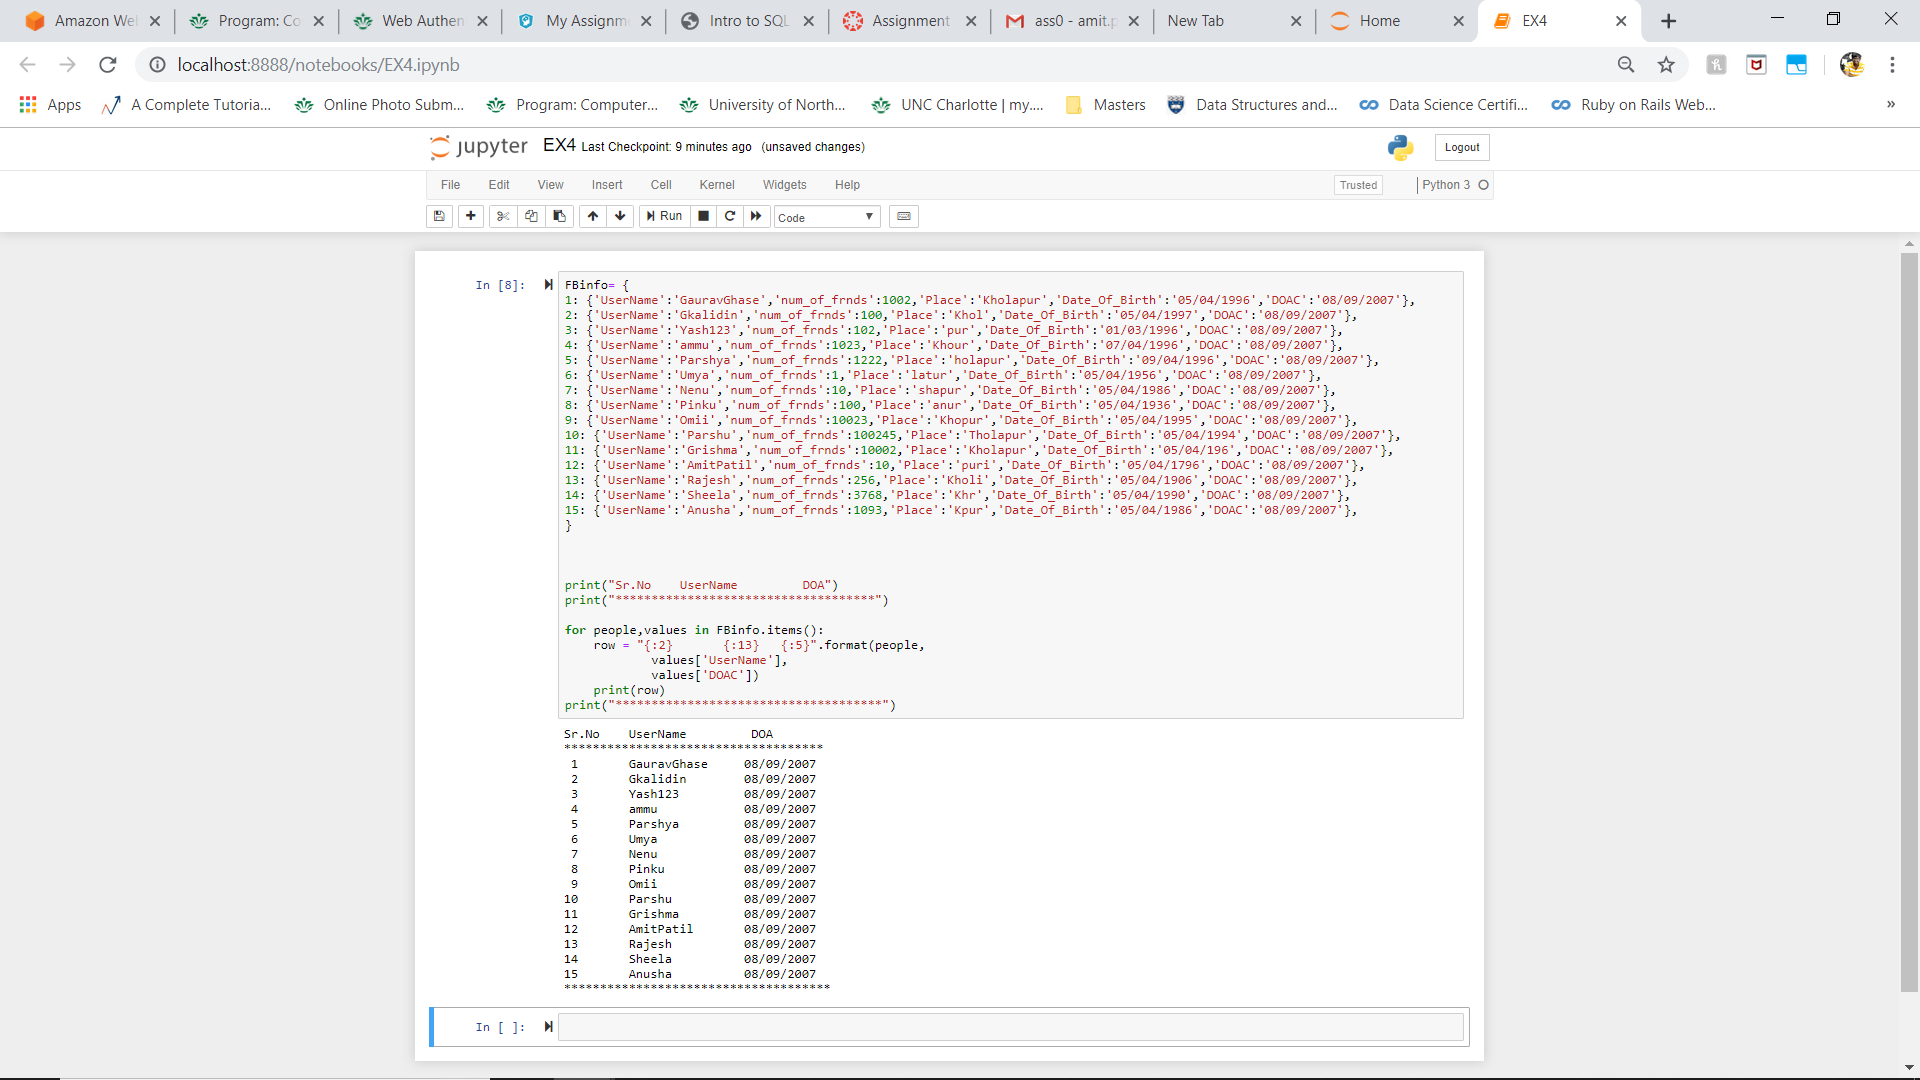 Amazon We
Program: Co
Web Authen
My Assignm
Intro to SQL
Assignment
ass0 - amit.p
New Tab
Home
EX4
localhost:8888/notebooks/EX4.ipynb
Apps
A Complete Tutoria...
Online Photo Subm...
Program: Computer...
University of North...
UNC Charlotte | my....
Masters
Data Structures and...
Data Science Certifi...
Ruby on Rails Web...
»
jupyter EX4 Last Checkpoint: 9 minutes ago (unsaved changes)
Logout
File Edit View Insert Cell Kernel Widgets Help
Trusted
Python 3
Run
Code
In [8]:
FBinfo= {
1: {'UserName':'GauravGhase','num_of_frnds':1002,'Place':'Kholapur','Date_Of_Birth':'05/04/1996','DOAC':'08/09/2007'},
2: {'UserName':'Gkalidin','num_of_frnds':100,'Place':'Khol','Date_Of_Birth':'05/04/1997','DOAC':'08/09/2007'},
3: {'UserName':'Yash123','num_of_frnds':102,'Place':'pur','Date_Of_Birth':'01/03/1996','DOAC':'08/09/2007'},
4: {'UserName':'ammu','num_of_frnds':1023,'Place':'Khour','Date_Of_Birth':'07/04/1996','DOAC':'08/09/2007'},
5: {'UserName':'Parshya','num_of_frnds':1222,'Place':'holapur','Date_Of_Birth':'09/04/1996','DOAC':'08/09/2007'},
6: {'UserName':'Umya','num_of_frnds':1,'Place':'latur','Date_Of_Birth':'05/04/1956','DOAC':'08/09/2007'},
7: {'UserName':'Nenu','num_of_frnds':10,'Place':'shapur','Date_Of_Birth':'05/04/1986','DOAC':'08/09/2007'},
8: {'UserName':'Pinku','num_of_frnds':100,'Place':'anur','Date_Of_Birth':'05/04/1936','DOAC':'08/09/2007'},
9: {'UserName':'Omii','num_of_frnds':10023,'Place':'Khopur','Date_Of_Birth':'05/04/1995','DOAC':'08/09/2007'},
10: {'UserName':'Parshu','num_of_frnds':100245,'Place':'Tholapur','Date_Of_Birth':'05/04/1994','DOAC':'08/09/2007'},
11: {'UserName':'Grishma','num_of_frnds':10002,'Place':'Kholapur','Date_Of_Birth':'05/04/196','DOAC':'08/09/2007'},
12: {'UserName':'AmitPatil','num_of_frnds':10,'Place':'puri','Date_Of_Birth':'05/04/1796','DOAC':'08/09/2007'},
13: {'UserName':'Rajesh','num_of_frnds':256,'Place':'Kholi','Date_Of_Birth':'05/04/1906','DOAC':'08/09/2007'},
14: {'UserName':'Sheela','num_of_frnds':3768,'Place':'Khr','Date_Of_Birth':'05/04/1990','DOAC':'08/09/2007'},
15: {'UserName':'Anusha','num_of_frnds':1093,'Place':'Kpur','Date_Of_Birth':'05/04/1986','DOAC':'08/09/2007'},
}
print("Sr.No    UserName         DOA")
print("************************************")
for people,values in FBinfo.items():
    row = "{:2}       {:13}   {:5}".format(people,
            values['UserName'],
            values['DOAC'])
    print(row)
print("*************************************")
Sr.No    UserName         DOA
************************************
 1       GauravGhase     08/09/2007
 2       Gkalidin        08/09/2007
 3       Yash123         08/09/2007
 4       ammu            08/09/2007
 5       Parshya         08/09/2007
 6       Umya            08/09/2007
 7       Nenu            08/09/2007
 8       Pinku           08/09/2007
 9       Omii            08/09/2007
10       Parshu          08/09/2007
11       Grishma         08/09/2007
12       AmitPatil       08/09/2007
13       Rajesh          08/09/2007
14       Sheela          08/09/2007
15       Anusha          08/09/2007
*************************************
In [ ]: